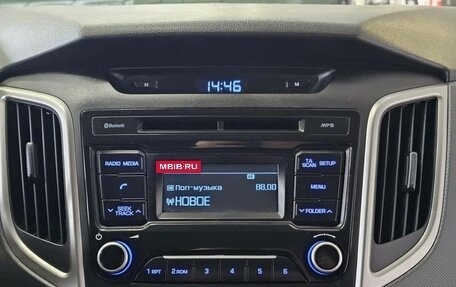 H 14:46 M
Bluetooth MP3
RADIO MEDIA
MBIB-RU
TA SCAN SETUP
AF
Поп-музыка 88.00
НОВОЕ
MENU
SEEK TRACK
FOLDER
1 RPT 2 RDM 3 4 5 6